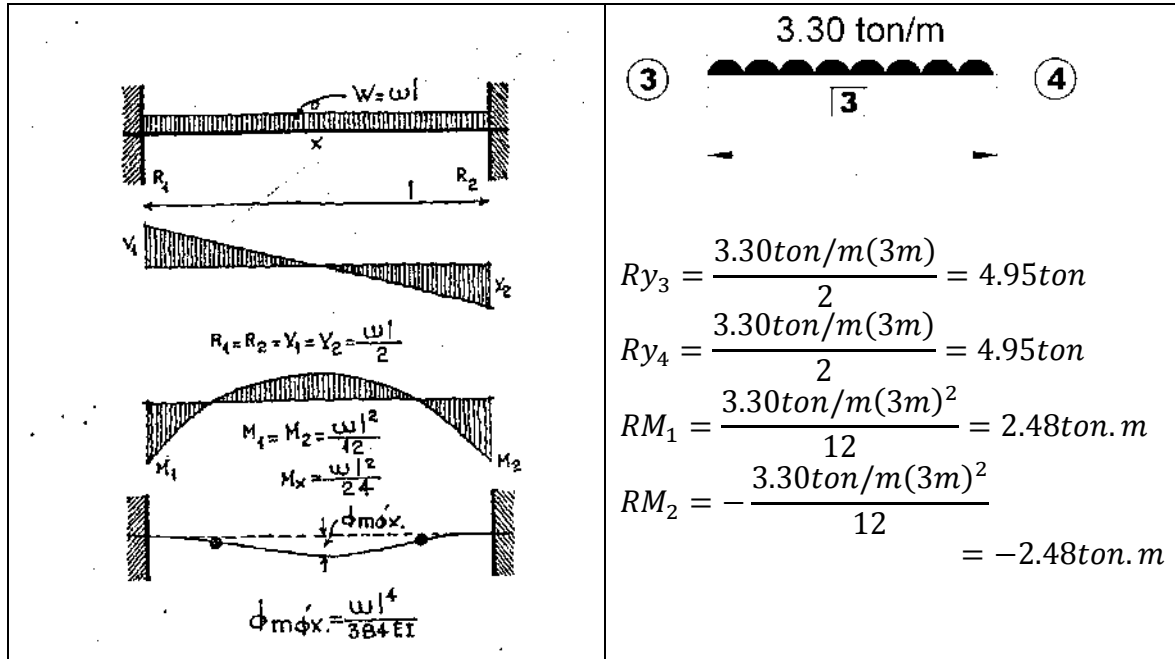 W=ωl
x
R₁
R₂
l
V₁
V₂
R₁=R₂=V₁=V₂=ωl/2
M₁=M₂=ωl²/12
M₁
M₂
Mx=ωl²/24
dmáx.
dmáx.=ωl⁴/384EI
3.30 ton/m
3
3
4
Ry₃ = 3.30ton/m(3m)/2 = 4.95ton
Ry₄ = 3.30ton/m(3m)/2 = 4.95ton
RM₁ = 3.30ton/m(3m)²/12 = 2.48ton.m
RM₂ = −3.30ton/m(3m)²/12
= −2.48ton.m